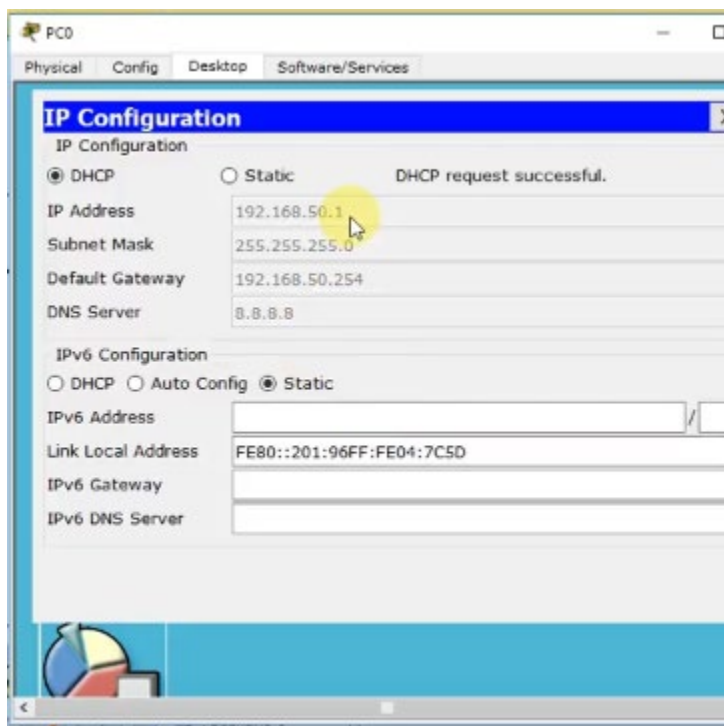 PC0
Physical Config Desktop Software/Services
IP Configuration
IP Configuration
DHCP Static DHCP request successful.
IP Address 192.168.50.1
Subnet Mask 255.255.255.0
Default Gateway 192.168.50.254
DNS Server 8.8.8.8
IPv6 Configuration
DHCP Auto Config Static
IPv6 Address /
Link Local Address FE80::201:96FF:FE04:7C5D
IPv6 Gateway
IPv6 DNS Server